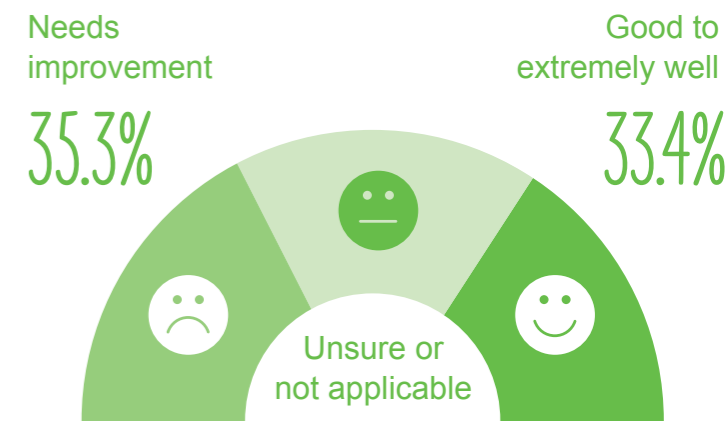 Needs
improvement
35.3%
Good to
extremely well
33.4%
Unsure or
not applicable